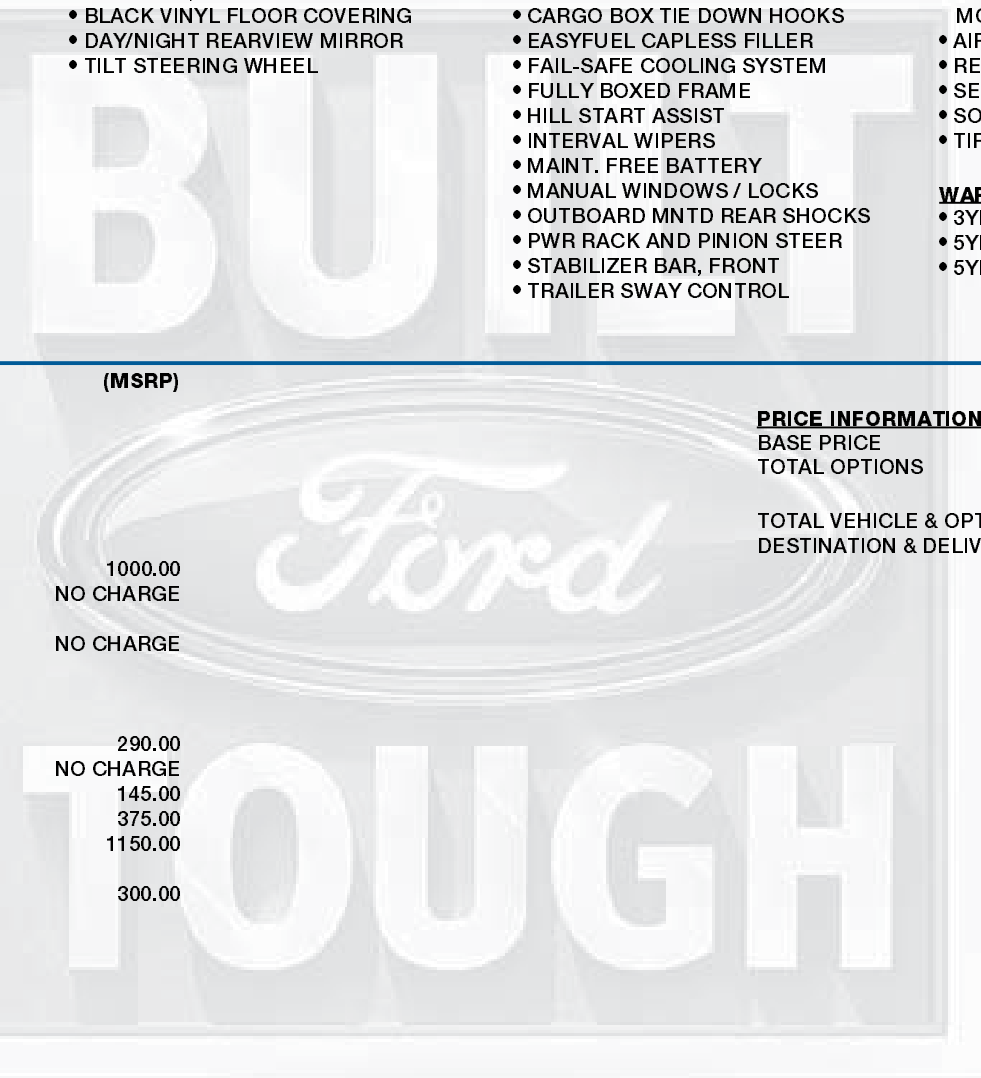 • BLACK VINYL FLOOR COVERING
• DAY/NIGHT REARVIEW MIRROR
• TILT STEERING WHEEL
• CARGO BOX TIE DOWN HOOKS
• EASYFUEL CAPLESS FILLER
• FAIL-SAFE COOLING SYSTEM
• FULLY BOXED FRAME
• HILL START ASSIST
• INTERVAL WIPERS
• MAINT. FREE BATTERY
• MANUAL WINDOWS / LOCKS
• OUTBOARD MNTD REAR SHOCKS
• PWR RACK AND PINION STEER
• STABILIZER BAR, FRONT
• TRAILER SWAY CONTROL
BUILT
(MSRP)
1000.00
NO CHARGE
NO CHARGE
290.00
NO CHARGE
145.00
375.00
1150.00
300.00
Ford
TOUGH
PRICE INFORMATION
BASE PRICE
TOTAL OPTIONS
TOTAL VEHICLE &
DESTINATION &